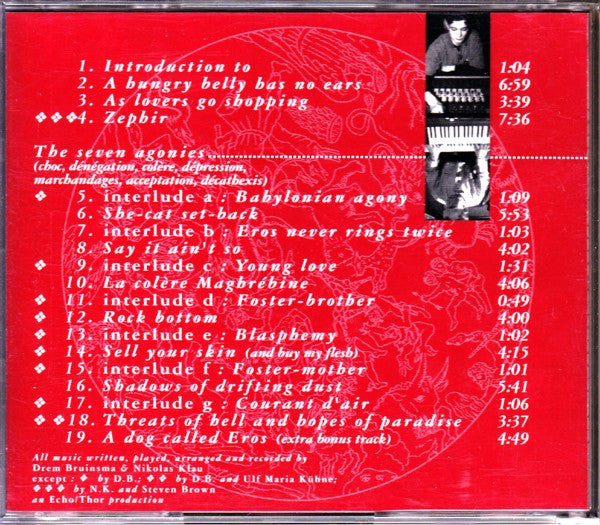 1. Introduction to 1:04
2. A hungry belly has no ears 6:59
3. As lovers go shopping 3:39
❖❖❖4. Zephir 7:36
The seven agonies..........
(choc, dénégation, colère, dépression,
marchandages, acceptation, décathexis)
❖ 5. interlude a : Babylonian agony 1:09
6. She-cat set-back 5:53
7. interlude b : Eros never rings twice 1:03
8. Say it ain't so 4:02
❖ 9. interlude c : Young love 1:31
10. La colère Maghrébine 4:06
❖ 11. interlude d : Foster-brother 0:49
❖ 12. Rock bottom 4:00
❖ 13. interlude e : Blasphemy 1:02
❖ 14. Sell your skin (and buy my flesh) 4:15
❖ 15. interlude f : Foster-mother 1:01
16. Shadows of drifting dust 5:41
❖ 17. interlude g : Courant d'air 1:06
❖❖18. Threats of hell and hopes of paradise 3:37
19. A dog called Eros (extra bonus track) 4:49
All music written, played, arranged and recorded by
Drem Bruinsma & Nikolas Klau
except : ❖ by D.B.; ❖❖ by D.B. and Ulf Maria Kühne;
❖❖❖ by N.K. and Steven Brown
an Echo/Thor production